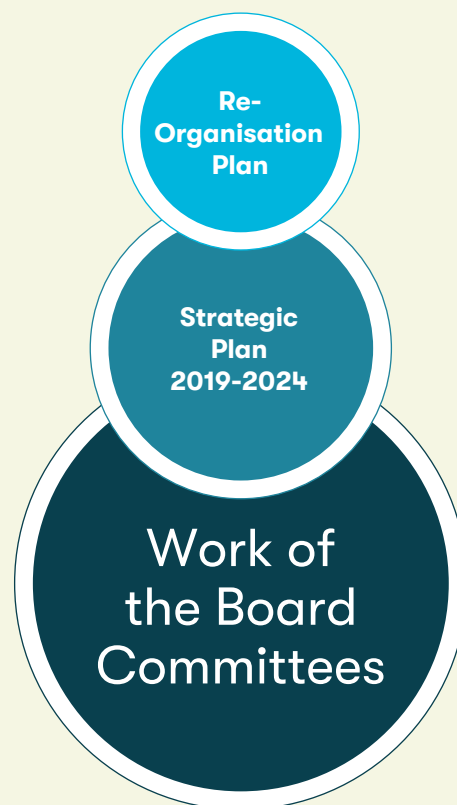 Re-
Organisation
Plan
Strategic
Plan
2019-2024
Work of
the Board
Committees